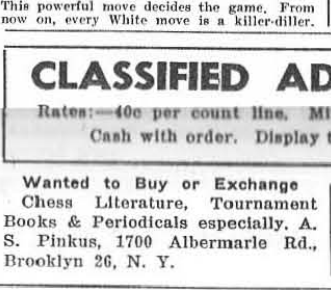 This powerful move decides the game. From
now on, every White move is a killer-diller.
CLASSIFIED AD
Rates:—40c per count line. Mi
Cash with order. Display t
Wanted to Buy or Exchange
Chess Literature, Tournament
Books & Periodicals especially. A.
S. Pinkus, 1700 Albermarle Rd.,
Brooklyn 26, N. Y.